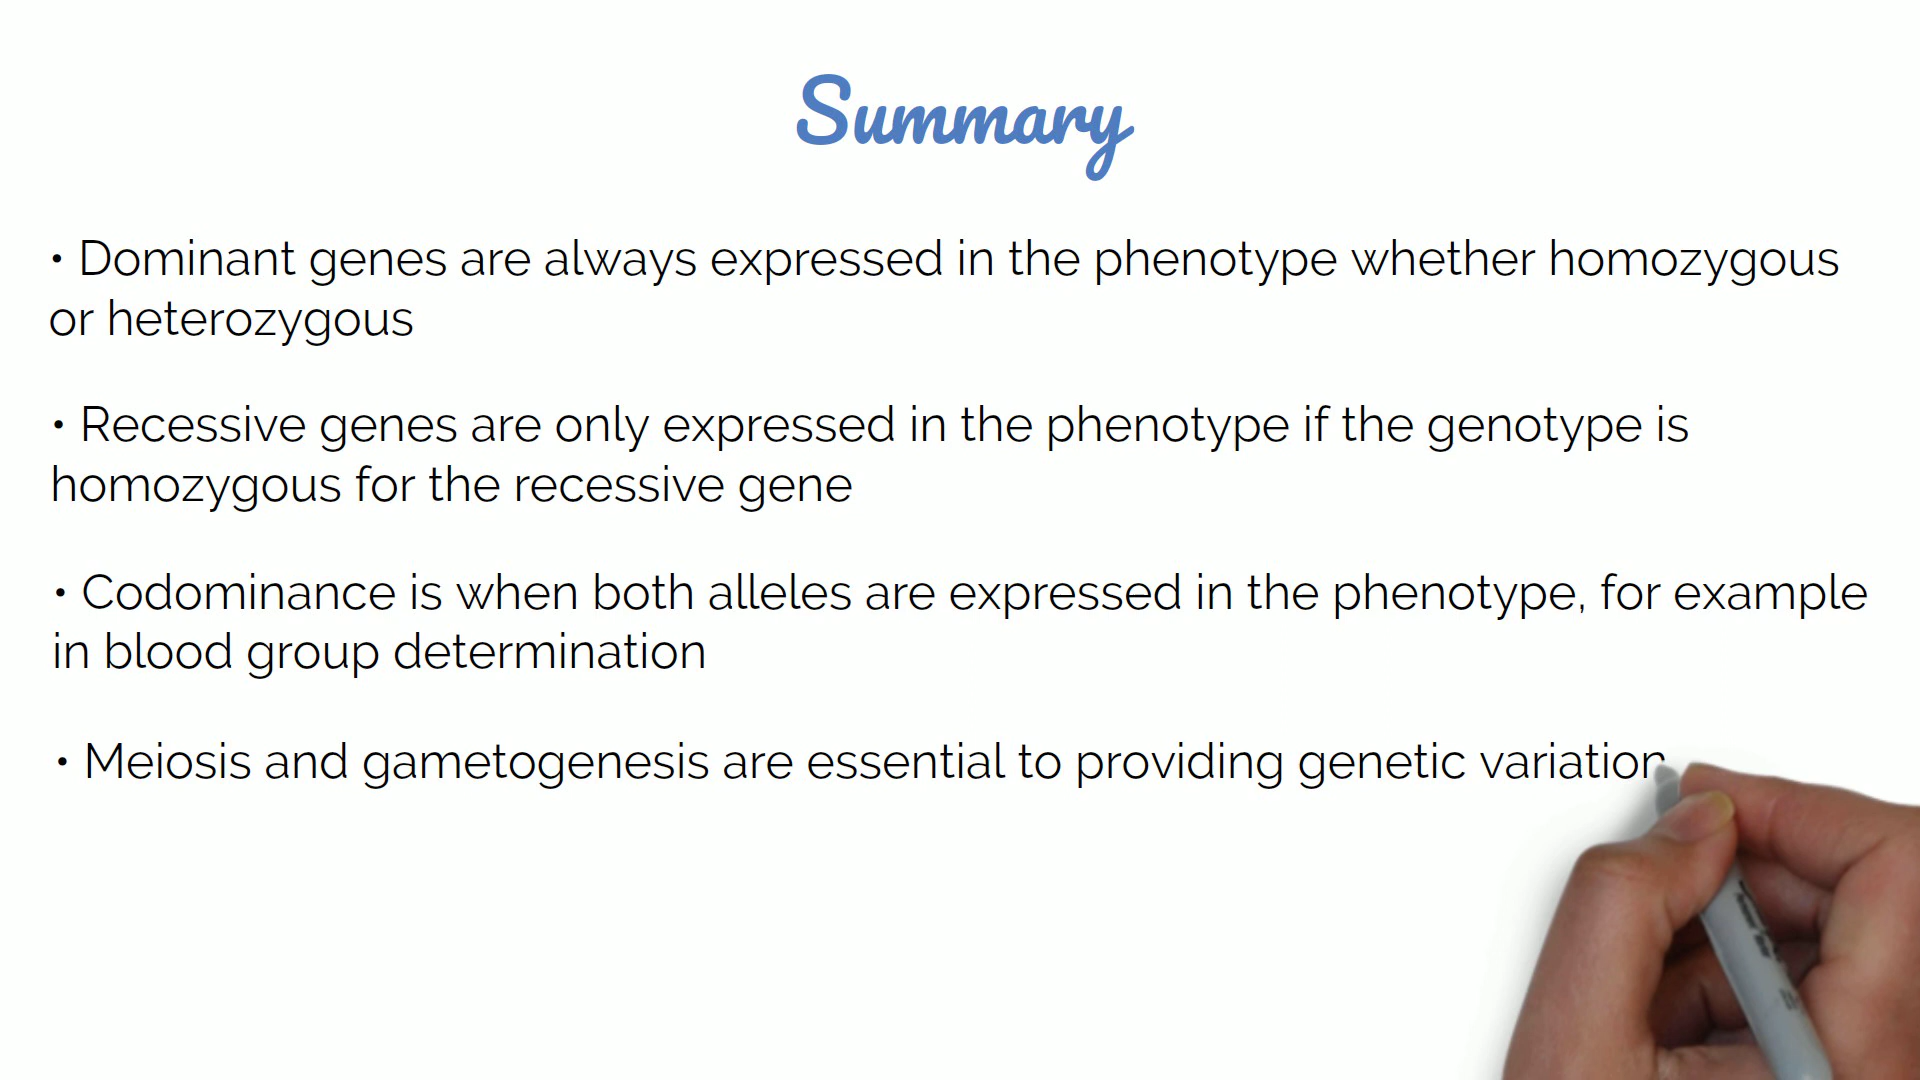 Summary
• Dominant genes are always expressed in the phenotype whether homozygous
or heterozygous
• Recessive genes are only expressed in the phenotype if the genotype is
homozygous for the recessive gene
• Codominance is when both alleles are expressed in the phenotype, for example
in blood group determination
• Meiosis and gametogenesis are essential to providing genetic variation